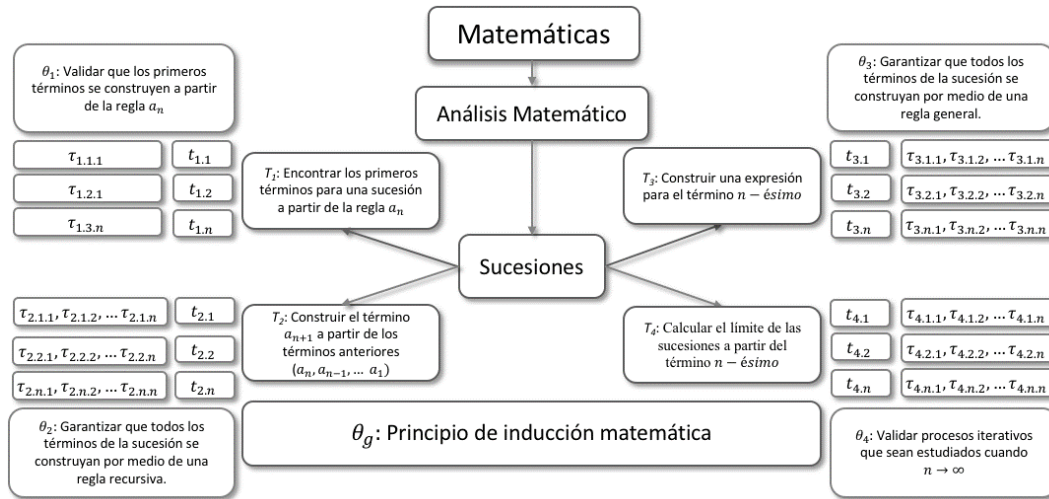 Matemáticas
Análisis Matemático
Sucesiones
θ₁: Validar que los primeros
términos se construyen a partir
de la regla aₙ
τ₁.₁.₁ t₁.₁
τ₁.₂.₁ t₁.₂
τ₁.₃.ₙ t₁.ₙ
T₁: Encontrar los primeros
términos para una sucesión
a partir de la regla aₙ
θ₃: Garantizar que todos los
términos de la sucesión se
construyan por medio de una
regla general.
T₃: Construir una expresión
para el término n − ésimo
t₃.₁ τ₃.₁.₁, τ₃.₁.₂, … τ₃.₁.ₙ
t₃.₂ τ₃.₂.₁, τ₃.₂.₂, … τ₃.₂.ₙ
t₃.ₙ τ₃.ₙ.₁, τ₃.ₙ.₂, … τ₃.ₙ.ₙ
τ₂.₁.₁, τ₂.₁.₂, … τ₂.₁.ₙ t₂.₁
τ₂.₂.₁, τ₂.₂.₂, … τ₂.₂.ₙ t₂.₂
τ₂.ₙ.₁, τ₂.ₙ.₂, … τ₂.ₙ.ₙ t₂.ₙ
T₂: Construir el término
aₙ₊₁ a partir de los
términos anteriores
(aₙ, aₙ₋₁, … a₁)
θ₂: Garantizar que todos los
términos de la sucesión se
construyan por medio de una
regla recursiva.
T₄: Calcular el límite de las
sucesiones a partir del
término n − ésimo
t₄.₁ τ₄.₁.₁, τ₄.₁.₂, … τ₄.₁.ₙ
t₄.₂ τ₄.₂.₁, τ₄.₂.₂, … τ₄.₂.ₙ
t₄.ₙ τ₄.ₙ.₁, τ₄.ₙ.₂, … τ₄.ₙ.ₙ
θ₄: Validar procesos iterativos
que sean estudiados cuando
n → ∞
θg: Principio de inducción matemática